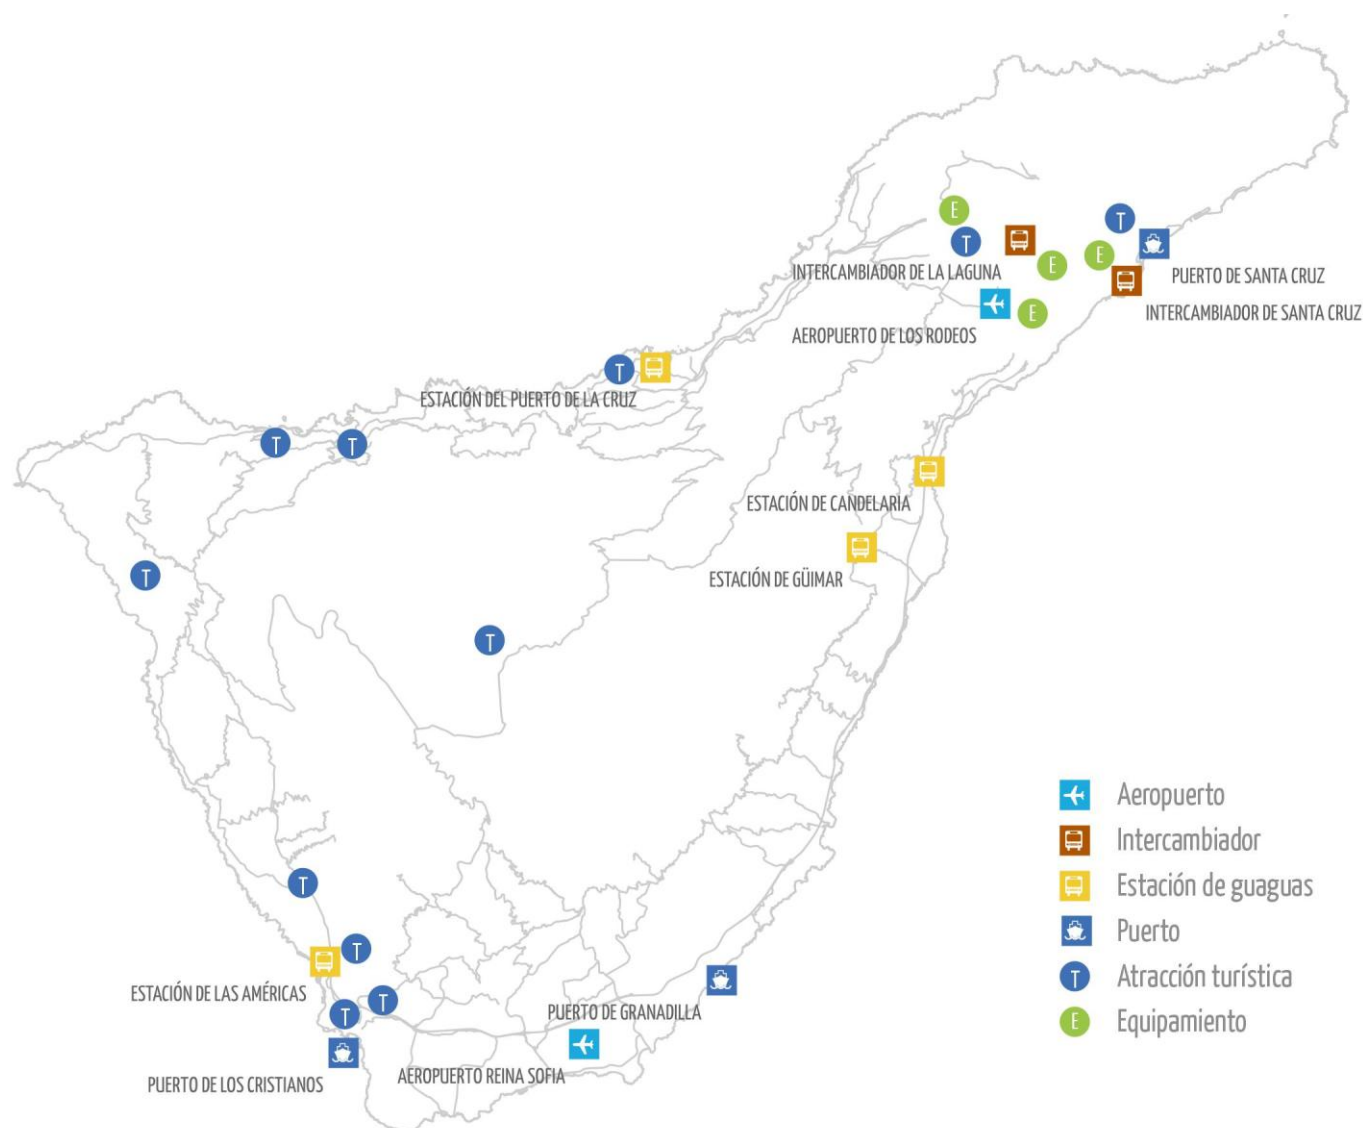 E
T
T
E
E
INTERCAMBIADOR DE LA LAGUNA
PUERTO DE SANTA CRUZ
INTERCAMBIADOR DE SANTA CRUZ
E
AEROPUERTO DE LOS RODEOS
T
ESTACIÓN DEL PUERTO DE LA CRUZ
T
T
ESTACIÓN DE CANDELARIA
T
ESTACIÓN DE GÜIMAR
T
Aeropuerto
Intercambiador
T
Estación de guaguas
Puerto
T
T Atracción turística
ESTACIÓN DE LAS AMÉRICAS
T
T
PUERTO DE GRANADILLA
E Equipamiento
PUERTO DE LOS CRISTIANOS
AEROPUERTO REINA SOFIA